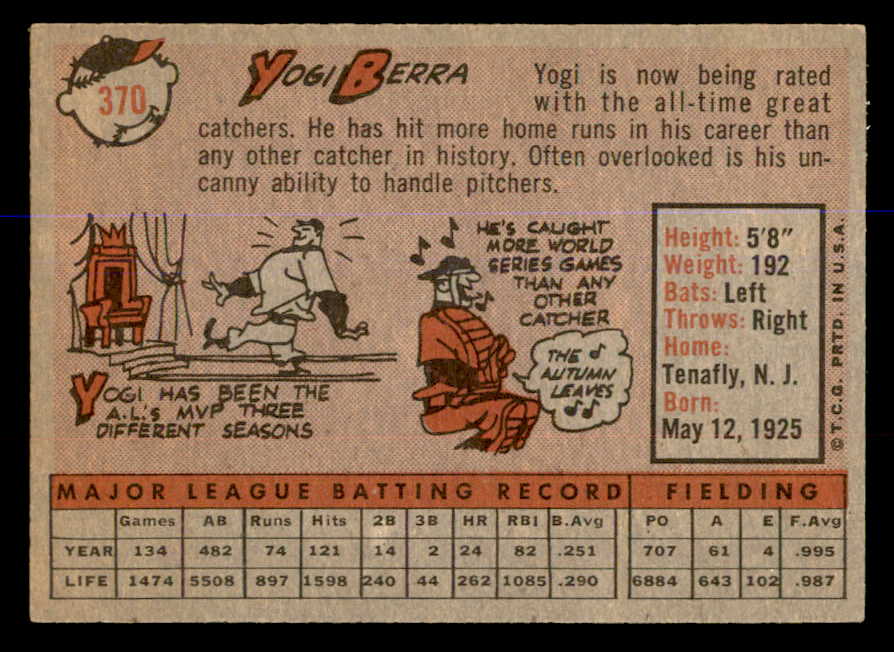 370
YOGI BERRA
Yogi is now being rated
with the all-time great
catchers. He has hit more home runs in his career than
any other catcher in history. Often overlooked is his un-
canny ability to handle pitchers.
YOGI HAS BEEN THE
A.L.'S MVP THREE
DIFFERENT SEASONS
HE'S CAUGHT
MORE WORLD
SERIES GAMES
THAN ANY
OTHER
CATCHER
THE
AUTUMN
LEAVES
Height: 5'8"
Weight: 192
Bats: Left
Throws: Right
Home:
Tenafly, N. J.
Born:
May 12, 1925
© T.C.G. PRTD. IN U.S.A.
MAJOR LEAGUE BATTING RECORD FIELDING
Games AB Runs Hits 2B 3B HR RBI B.Avg PO A E F.Avg
YEAR 134 482 74 121 14 2 24 82 .251 707 61 4 .995
LIFE 1474 5508 897 1598 240 44 262 1085 .290 6884 643 102 .987